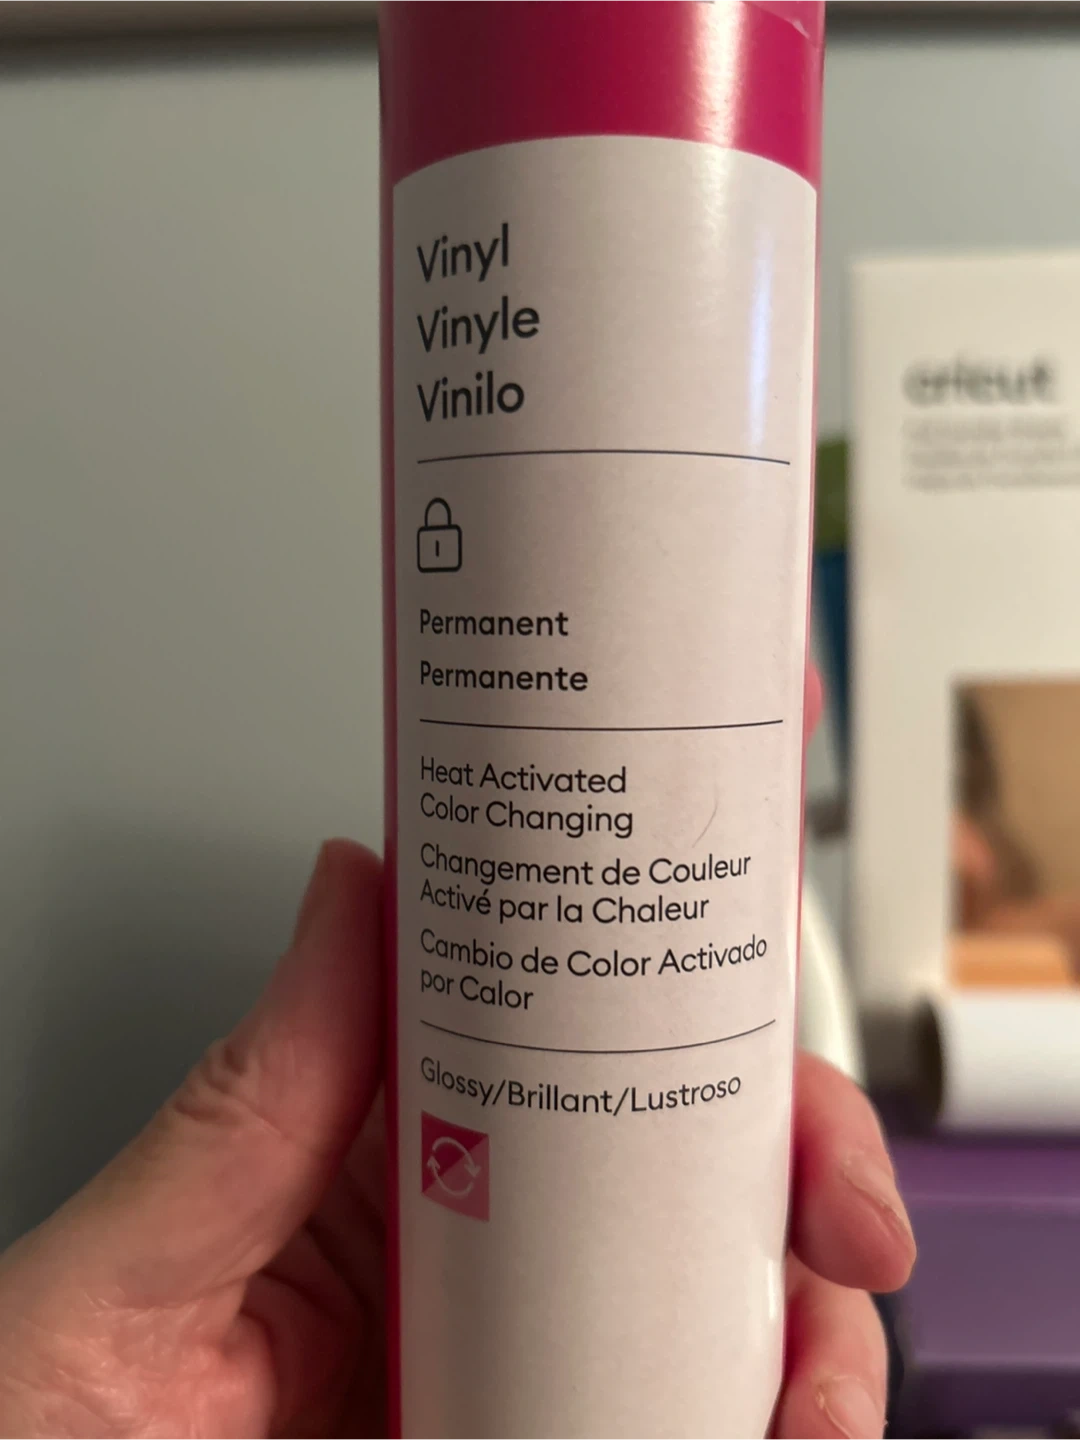 Vinyl
Vinyle
Vinilo
Permanent
Permanente
Heat Activated
Color Changing
Changement de Couleur
Activé par la Chaleur
Cambio de Color Activado
por Calor
Glossy/Brillant/Lustroso
cricut